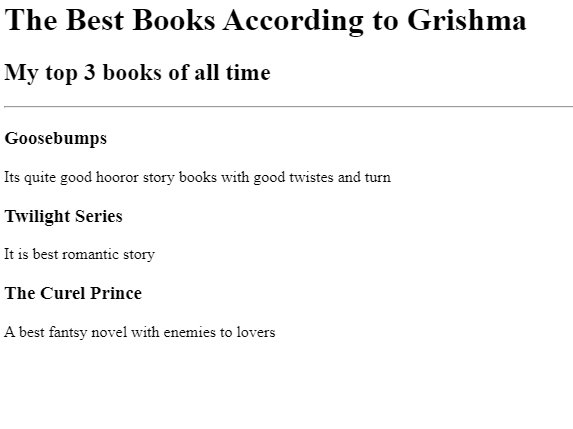 The Best Books According to Grishma
My top 3 books of all time
Goosebumps
Its quite good hooror story books with good twistes and turn
Twilight Series
It is best romantic story
The Curel Prince
A best fantsy novel with enemies to lovers